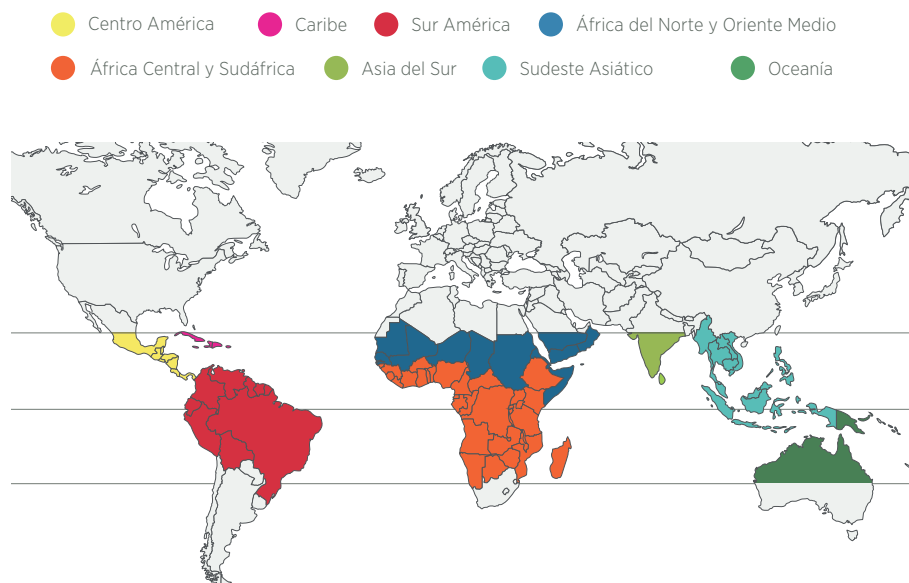 Centro América Caribe Sur América África del Norte y Oriente Medio
África Central y Sudáfrica Asia del Sur Sudeste Asiático Oceanía